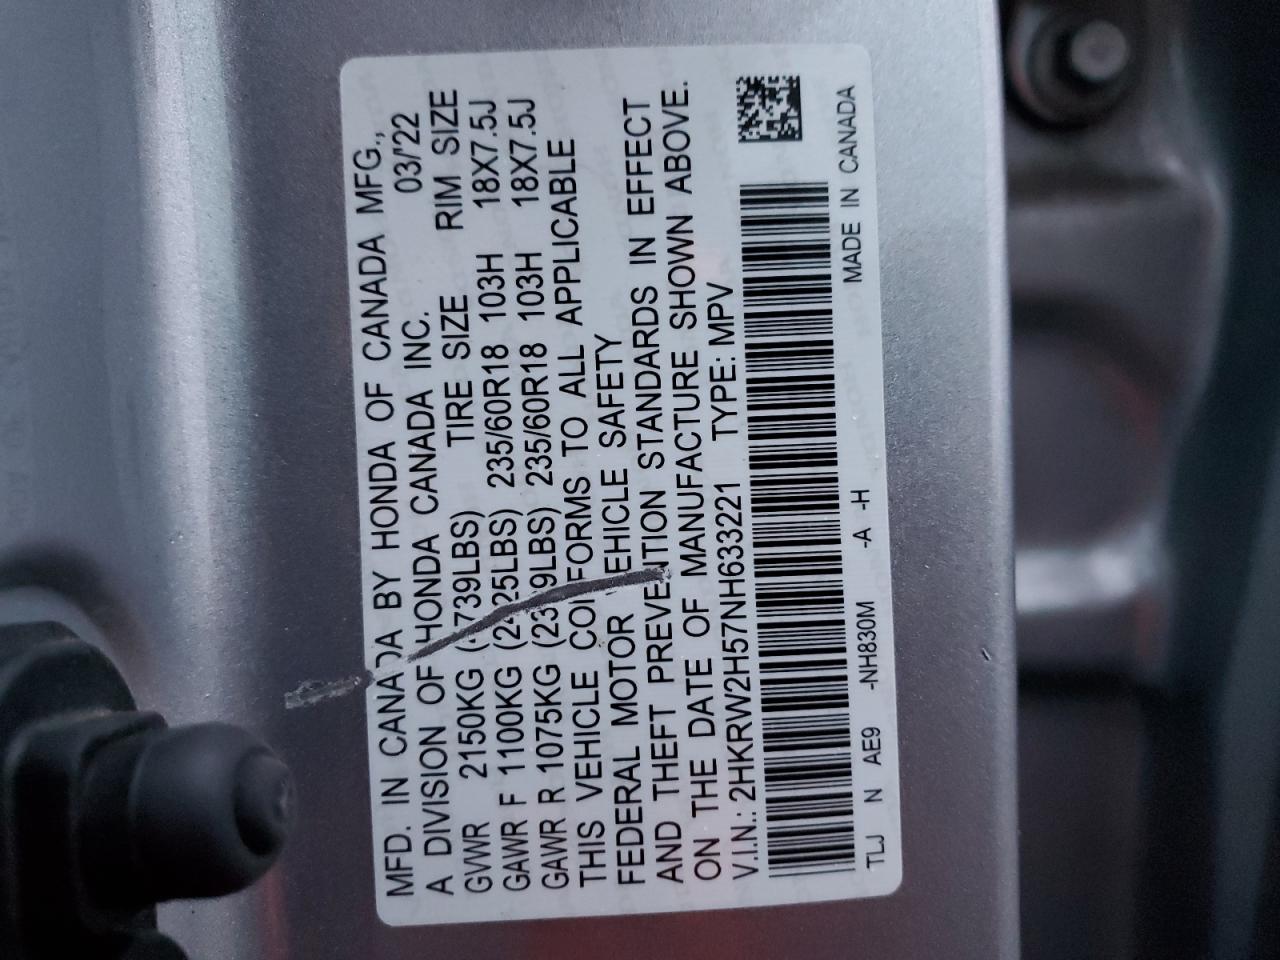 MFD. IN CANADA BY HONDA OF CANADA MFG.,
A DIVISION OF HONDA CANADA INC. 03/'22
TIRE SIZE RIM SIZE
GVWR 2150KG (4739LBS)
GAWR F 1100KG (2425LBS) 235/60R18 103H 18X7.5J
GAWR R 1075KG (2369LBS) 235/60R18 103H 18X7.5J
THIS VEHICLE CONFORMS TO ALL APPLICABLE
FEDERAL MOTOR VEHICLE SAFETY
AND THEFT PREVENTION STANDARDS IN EFFECT
ON THE DATE OF MANUFACTURE SHOWN ABOVE.
V.I.N.: 2HKRW2H57NH633221 TYPE: MPV
TLJ N AE9 -NH830M -A -H MADE IN CANADA